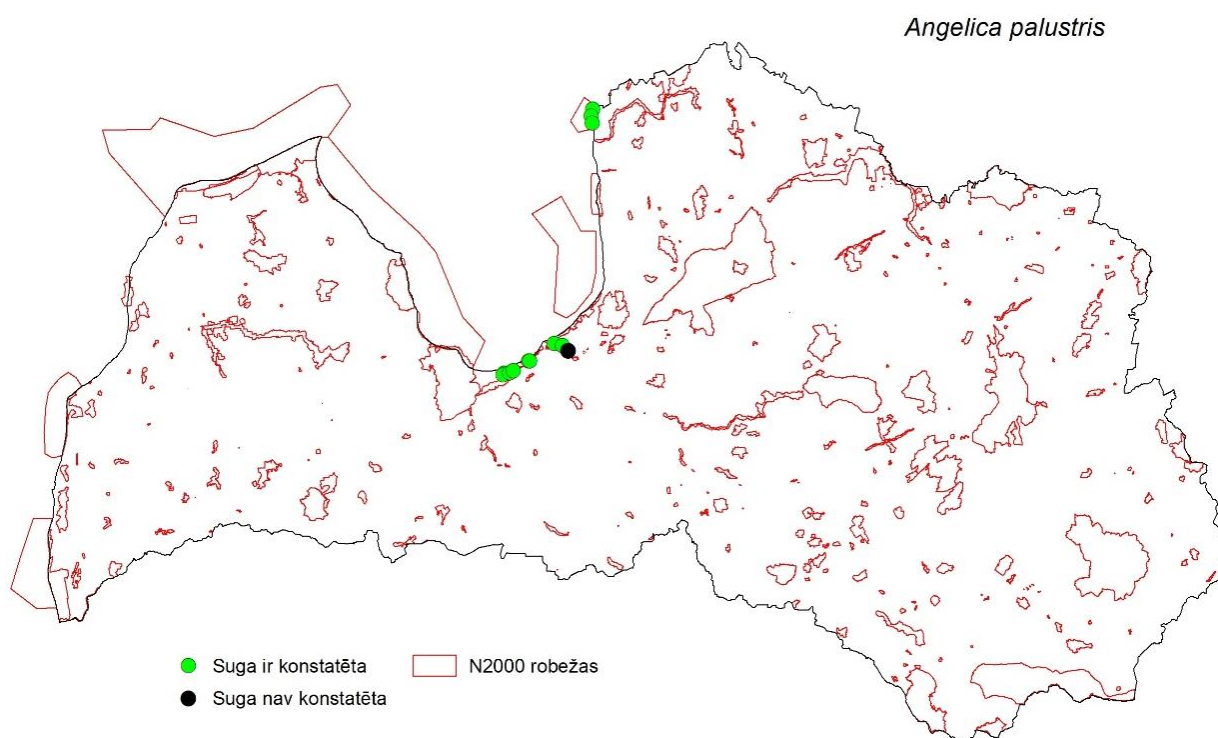 Angelica palustris
Suga ir konstatēta
N2000 robežas
Suga nav konstatēta